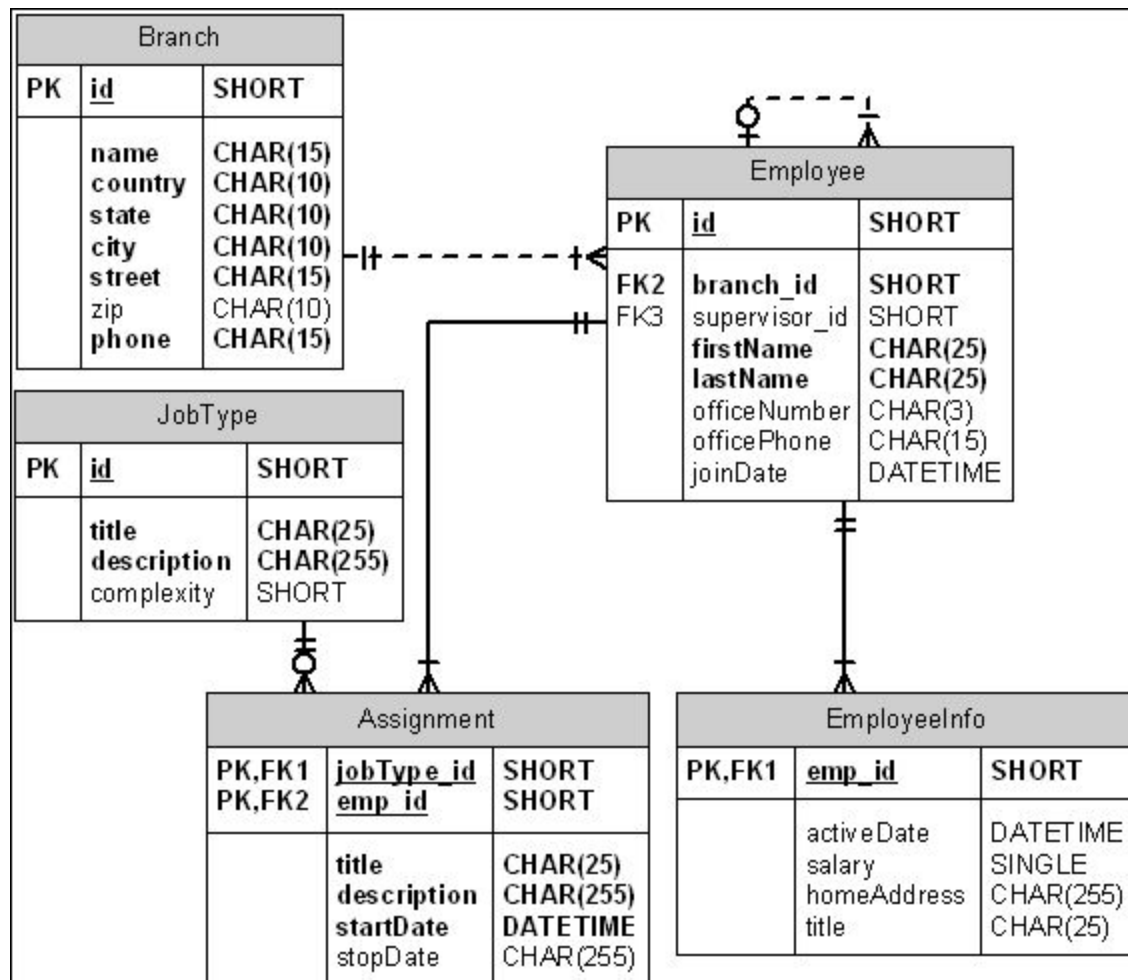 Branch
PK id SHORT
name CHAR(15)
country CHAR(10)
state CHAR(10)
city CHAR(10)
street CHAR(15)
zip CHAR(10)
phone CHAR(15)
Employee
PK id SHORT
FK2 branch_id SHORT
FK3 supervisor_id SHORT
firstName CHAR(25)
lastName CHAR(25)
officeNumber CHAR(3)
officePhone CHAR(15)
joinDate DATETIME
JobType
PK id SHORT
title CHAR(25)
description CHAR(255)
complexity SHORT
Assignment
PK,FK1 jobType_id SHORT
PK,FK2 emp_id SHORT
title CHAR(25)
description CHAR(255)
startDate DATETIME
stopDate CHAR(255)
EmployeeInfo
PK,FK1 emp_id SHORT
activeDate DATETIME
salary SINGLE
homeAddress CHAR(255)
title CHAR(25)